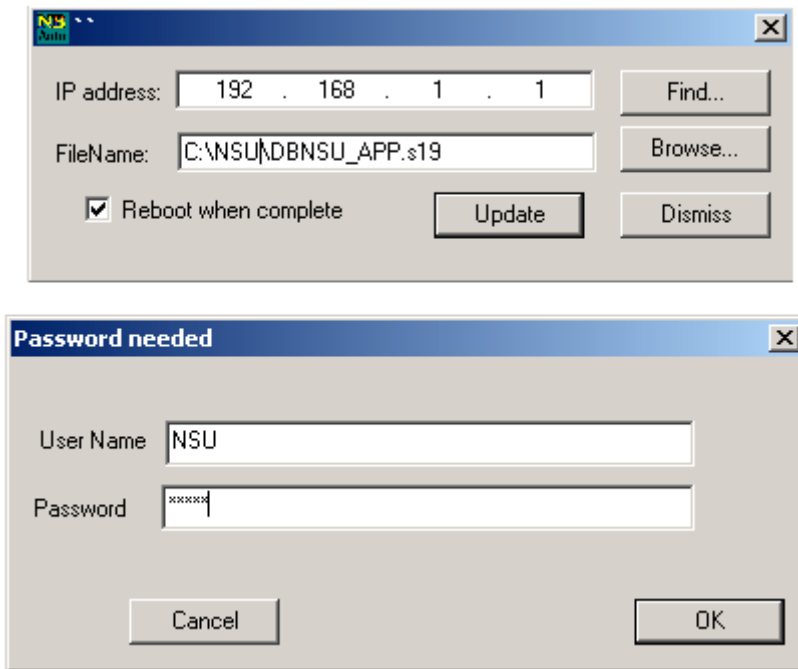 NB
Auto ``
IP address: 192 . 168 . 1 . 1 Find...
FileName: C:\NSU\DBNSU_APP.s19 Browse...
Reboot when complete Update Dismiss
Password needed
User Name NSU
Password *****
Cancel OK